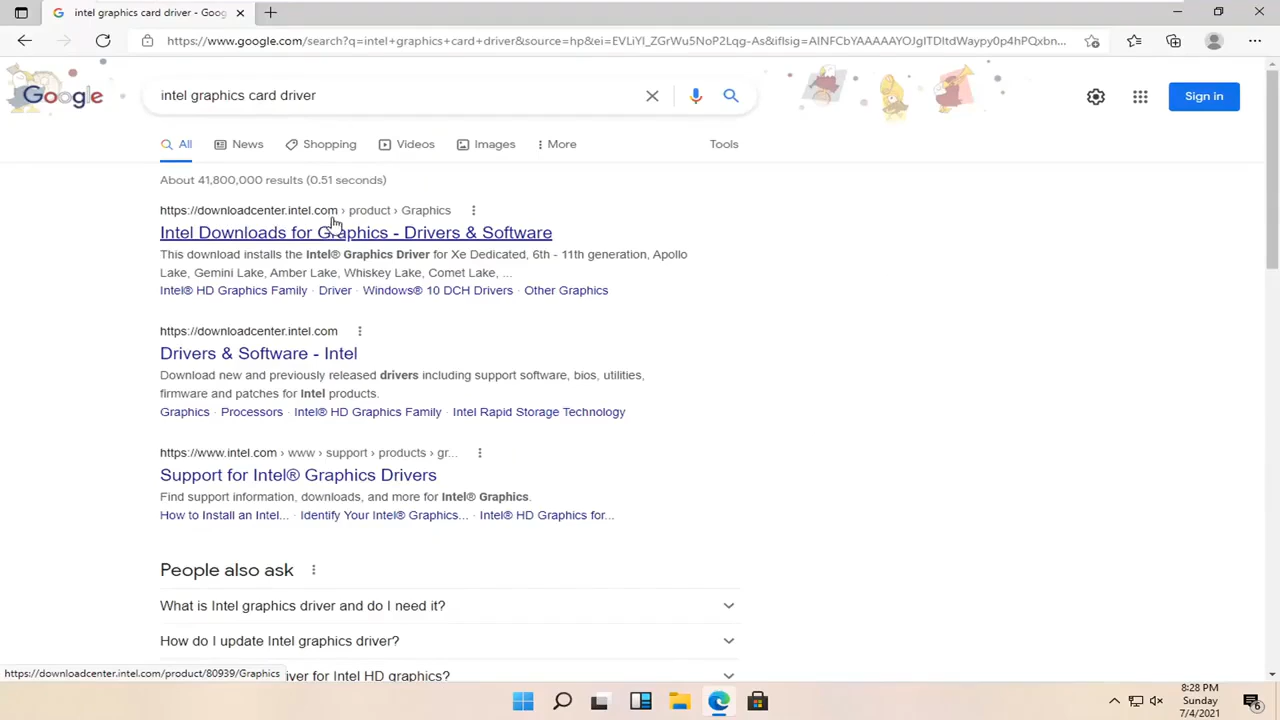 intel graphics card driver - Goog
https://www.google.com/search?q=intel+graphics+card+driver&source=hp&ei=EVLiYI_ZGrWu5NoP2Lqg-As&iflsig=AINFCbYAAAAAYOJgITDItdWaypy0p4hPQxbn...
Google
intel graphics card driver
Sign in
All
News
Shopping
Videos
Images
More
Tools
About 41,800,000 results (0.51 seconds)
https://downloadcenter.intel.com › product › Graphics
Intel Downloads for Graphics - Drivers & Software
This download installs the Intel® Graphics Driver for Xe Dedicated, 6th - 11th generation, Apollo
Lake, Gemini Lake, Amber Lake, Whiskey Lake, Comet Lake, ...
Intel® HD Graphics Family · Driver · Windows® 10 DCH Drivers · Other Graphics
https://downloadcenter.intel.com
Drivers & Software - Intel
Download new and previously released drivers including support software, bios, utilities,
firmware and patches for Intel products.
Graphics · Processors · Intel® HD Graphics Family · Intel Rapid Storage Technology
https://www.intel.com › www › support › products › gr...
Support for Intel® Graphics Drivers
Find support information, downloads, and more for Intel® Graphics.
How to Install an Intel... · Identify Your Intel® Graphics... · Intel® HD Graphics for...
People also ask
What is Intel graphics driver and do I need it?
How do I update Intel graphics driver?
iver for Intel HD graphics?
https://downloadcenter.intel.com/product/80939/Graphics
8:28 PM
Sunday
7/4/2021
6